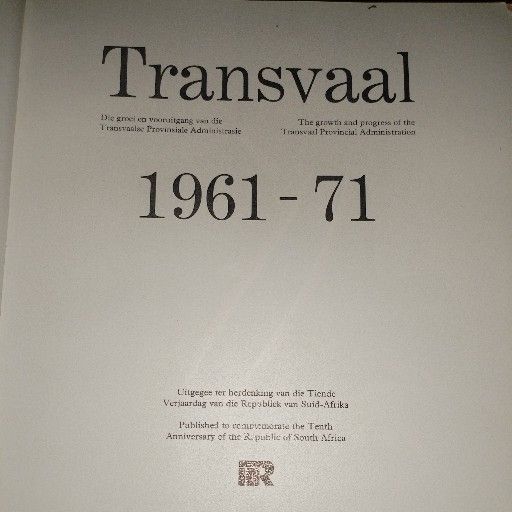 Transvaal
Die groei en vooruitgang van die
Transvaalse Provinsiale Administrasie
The growth and progress of the
Transvaal Provincial Administration
1961 - 71
Uitgegee ter herdenking van die Tiende
Verjaardag van die Republiek van Suid-Afrika
Published to commemorate the Tenth
Anniversary of the Republic of South Africa